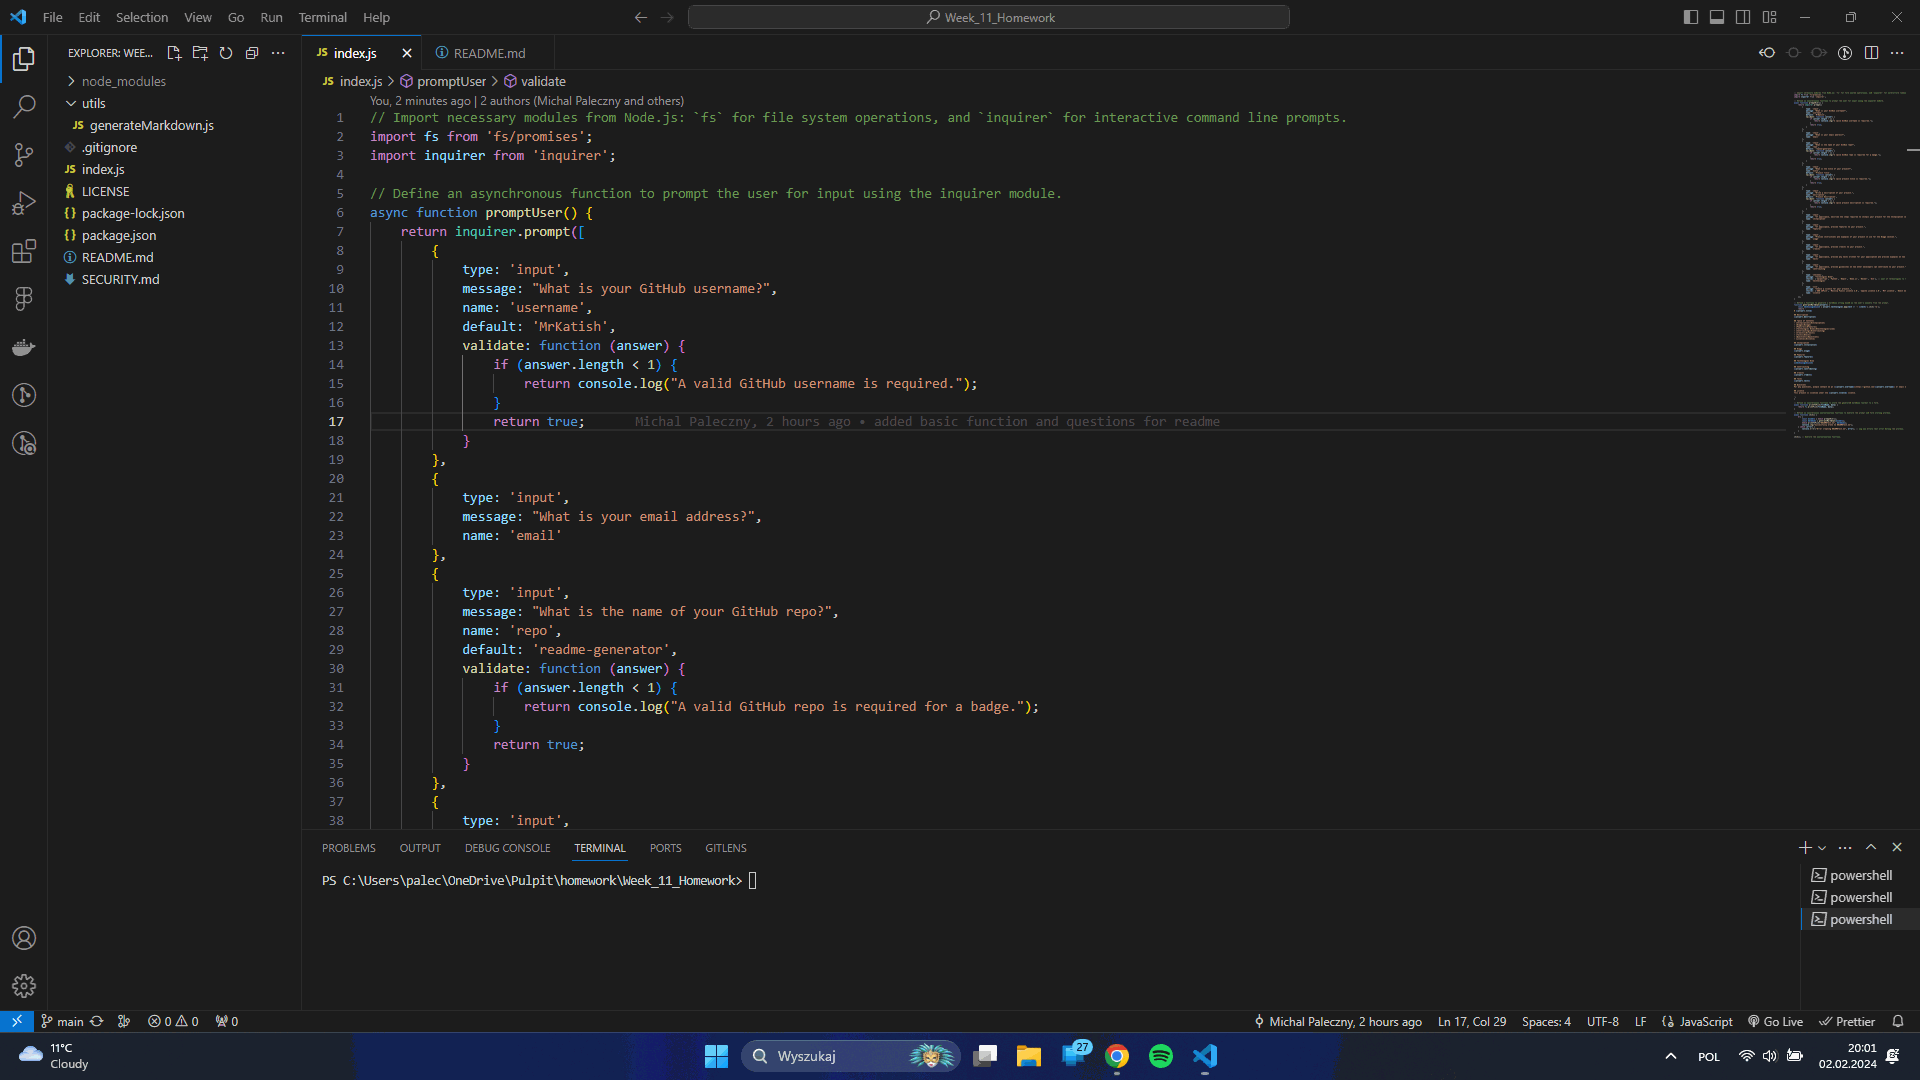 File Edit Selection View Go Run Terminal Help
Week_11_Homework
EXPLORER: WEE...
node_modules
utils
JS generateMarkdown.js
.gitignore
JS index.js
LICENSE
{} package-lock.json
{} package.json
README.md
SECURITY.md
JS index.js README.md
JS index.js > promptUser > validate
You, 2 minutes ago | 2 authors (Michal Paleczny and others)
1 // Import necessary modules from Node.js: `fs` for file system operations, and `inquirer` for interactive command line prompts.
2 import fs from 'fs/promises';
3 import inquirer from 'inquirer';
4
5 // Define an asynchronous function to prompt the user for input using the inquirer module.
6 async function promptUser() {
7 return inquirer.prompt([
8 {
9 type: 'input',
10 message: "What is your GitHub username?",
11 name: 'username',
12 default: 'MrKatish',
13 validate: function (answer) {
14 if (answer.length < 1) {
15 return console.log("A valid GitHub username is required.");
16 }
17 return true; Michal Paleczny, 2 hours ago • added basic function and questions for readme
18 }
19 },
20 {
21 type: 'input',
22 message: "What is your email address?",
23 name: 'email'
24 },
25 {
26 type: 'input',
27 message: "What is the name of your GitHub repo?",
28 name: 'repo',
29 default: 'readme-generator',
30 validate: function (answer) {
31 if (answer.length < 1) {
32 return console.log("A valid GitHub repo is required for a badge.");
33 }
34 return true;
35 }
36 },
37 {
38 type: 'input',
PROBLEMS OUTPUT DEBUG CONSOLE TERMINAL PORTS GITLENS
PS C:\Users\palec\OneDrive\Pulpit\homework\Week_11_Homework>
powershell
powershell
powershell
main 0 0 0 Michal Paleczny, 2 hours ago Ln 17, Col 29 Spaces: 4 UTF-8 LF {} JavaScript Go Live Prettier
11°C
Cloudy
Wyszukaj
27
POL
20:01
02.02.2024